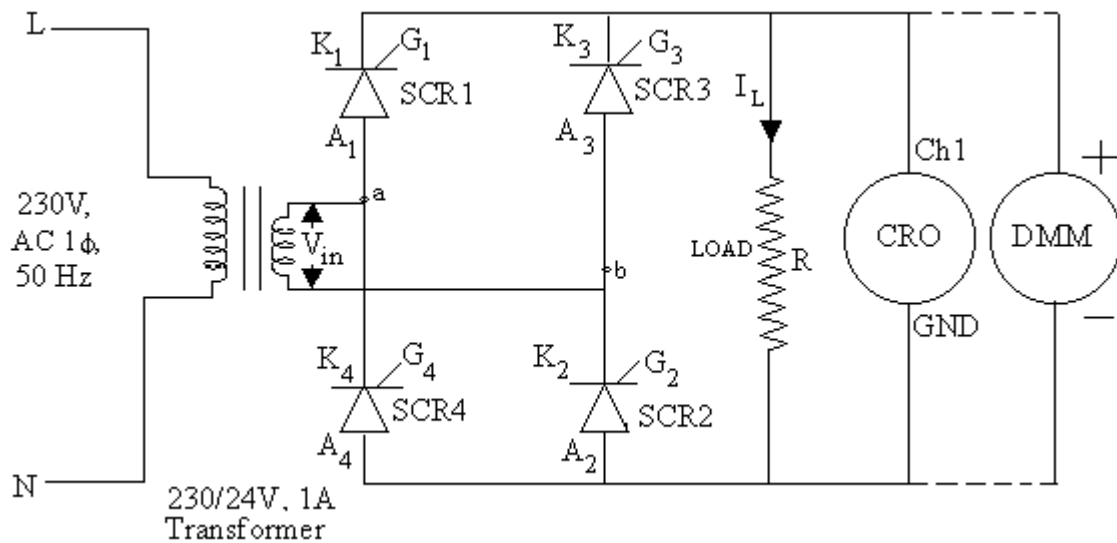 L
K1
G1
SCR1
A1
K3
G3
SCR3
A3
IL
Ch1
+
a
230V,
AC 1ϕ,
50 Hz
Vin
b
LOAD
R
CRO
DMM
GND
−
K4
G4
SCR4
A4
K2
G2
SCR2
A2
N
230/24V, 1A
Transformer